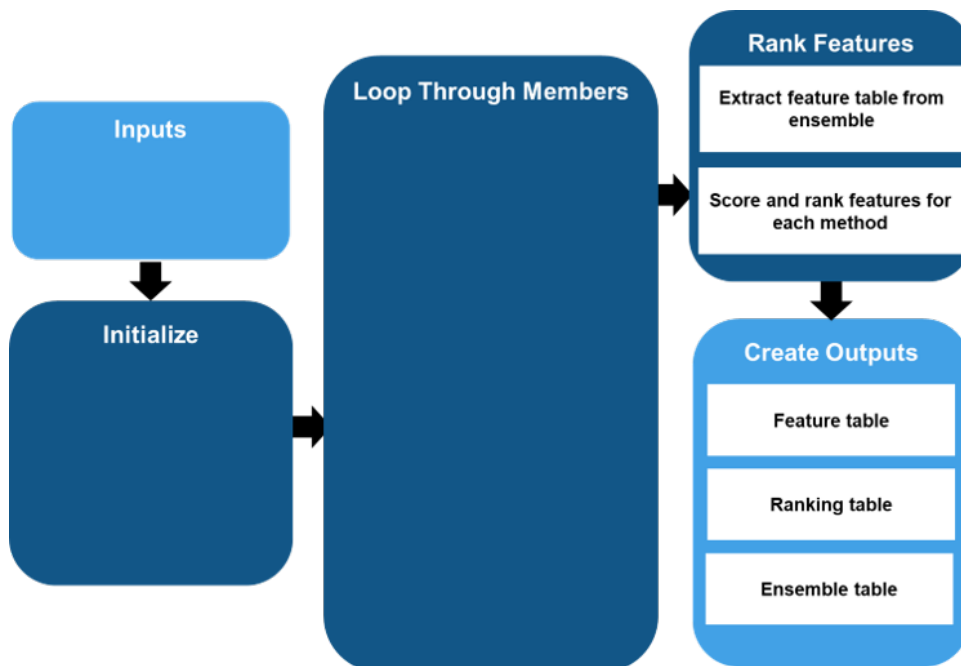 Inputs
Initialize
Loop Through Members
Rank Features
Extract feature table from
ensemble
Score and rank features for
each method
Create Outputs
Feature table
Ranking table
Ensemble table